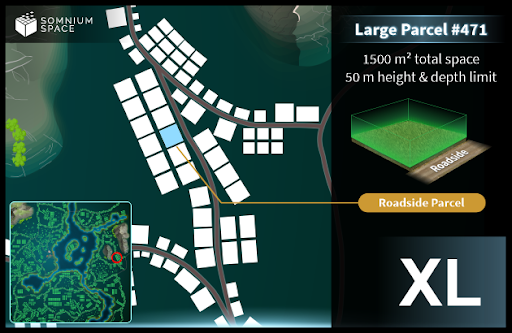 SOMNIUM
SPACE
Large Parcel #471
1500 m² total space
50 m height & depth limit
Roadside
Roadside Parcel
XL